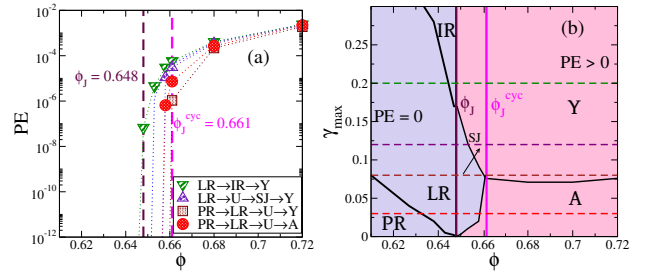 (a)
ϕ_J = 0.648
ϕ_J^cyc = 0.661
PE
10^-2
10^-4
10^-6
10^-8
10^-10
10^-12
LR→IR→Y
LR→U→SJ→Y
PR→LR→U→Y
PR→LR→U→A
0.62 0.64 0.66 0.68 0.70 0.72
ϕ
(b)
IR
PE > 0
PE = 0
ϕ_J
ϕ_J^cyc
Y
SJ
LR
A
PR
γ_max
0.25
0.2
0.15
0.1
0.05
0
0.62 0.64 0.66 0.68 0.70 0.72
ϕ